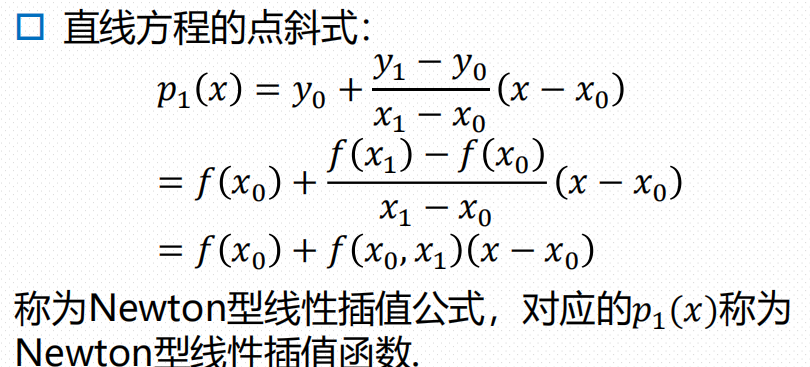 直线方程的点斜式：
p₁(x) = y₀ + \frac{y₁ − y₀}{x₁ − x₀}(x − x₀)
= f(x₀) + \frac{f(x₁) − f(x₀)}{x₁ − x₀}(x − x₀)
= f(x₀) + f(x₀, x₁)(x − x₀)
称为Newton型线性插值公式，对应的p₁(x)称为
Newton型线性插值函数.